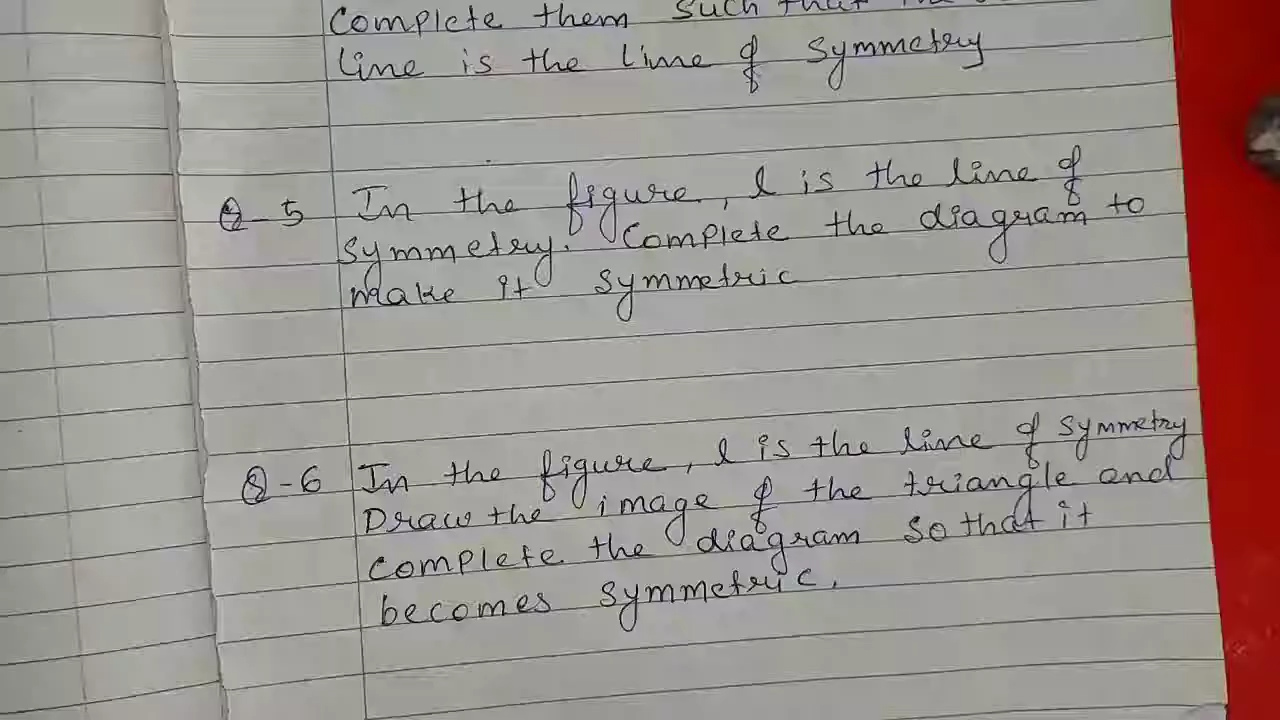 Complete them such that
line is the line of symmetry
Q-5 In the figure, l is the line of
symmetry. Complete the diagram to
make it symmetric
Q-6 In the figure, l is the line of symmetry
Draw the image of the triangle and
complete the diagram so that it
becomes symmetric.